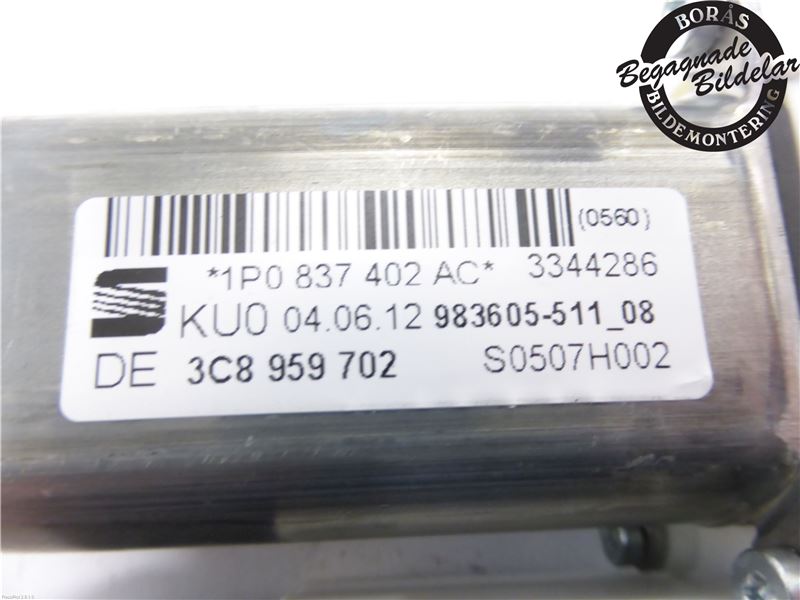 BORÅS
Begagnade
Bildelar
BILDEMONTERING
(0560)
*1P0 837 402 AC* 3344286
KU0 04.06.12 983605-511_08
DE 3C8 959 702 S0507H002